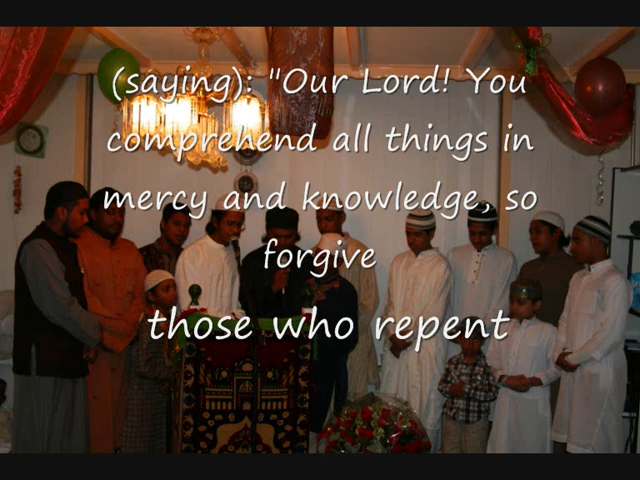 (saying): "Our Lord! You
comprehend all things in
mercy and knowledge, so
forgive
those who repent